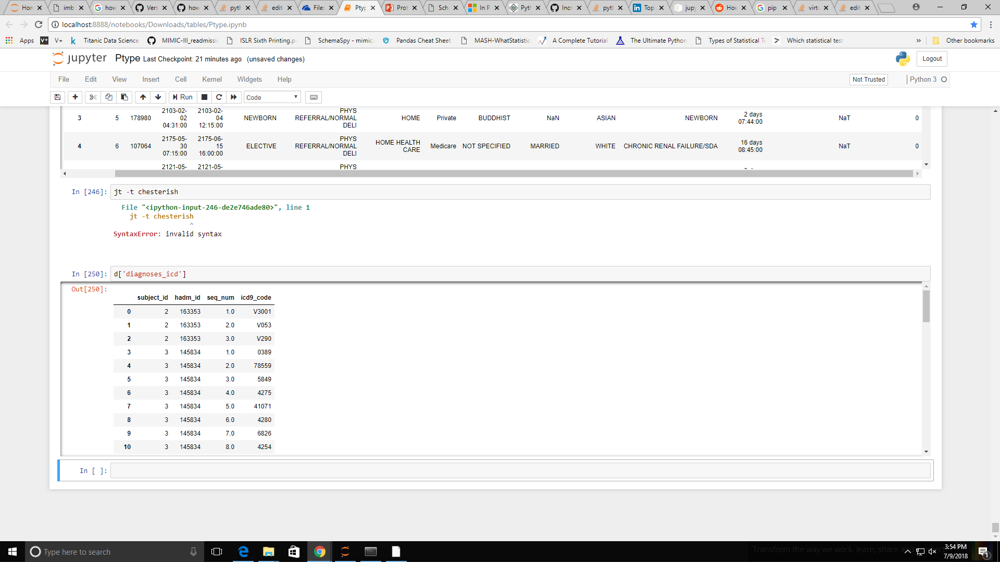 Hor
imb
how
Vers
how
pyth
edit
Files
Ptyp
Prot
Sch
In P
Pyth
Incr
pyth
Top
jupy
How
pip
virtu
edit
localhost:8888/notebooks/Downloads/tables/Ptype.ipynb
Apps
V+
Titanic Data Science
MIMIC-III_readmissio
ISLR Sixth Printing.p
SchemaSpy - mimic.
Pandas Cheat Sheet
MASH-WhatStatistic
A Complete Tutorial
The Ultimate Python
Types of Statistical Te
Which statistical test
»
Other bookmarks
jupyter Ptype Last Checkpoint: 21 minutes ago (unsaved changes)
Logout
File Edit View Insert Cell Kernel Widgets Help
Not Trusted
Python 3
Run
Code
3 5 178980 2103-02-02 04:31:00 2103-02-04 12:15:00 NEWBORN PHYS REFERRAL/NORMAL DELI HOME Private BUDDHIST NaN ASIAN NEWBORN 2 days 07:44:00 NaT 0
4 6 107064 2175-05-30 07:15:00 2175-06-15 16:00:00 ELECTIVE PHYS REFERRAL/NORMAL DELI HOME HEALTH CARE Medicare NOT SPECIFIED MARRIED WHITE CHRONIC RENAL FAILURE/SDA 16 days 08:45:00 NaT 0
2121-05- 2121-05- PHYS
In [246]: jt -t chesterish
File "<ipython-input-246-de2e746ade80>", line 1
jt -t chesterish
^
SyntaxError: invalid syntax
In [250]: d['diagnoses_icd']
Out[250]:
subject_id hadm_id seq_num icd9_code
0 2 163353 1.0 V3001
1 2 163353 2.0 V053
2 2 163353 3.0 V290
3 3 145834 1.0 0389
4 3 145834 2.0 78559
5 3 145834 3.0 5849
6 3 145834 4.0 4275
7 3 145834 5.0 41071
8 3 145834 6.0 4280
9 3 145834 7.0 6826
10 3 145834 8.0 4254
In [ ]:
Type here to search
Transform the way we work, learn, share and
3:54 PM
7/9/2018
1